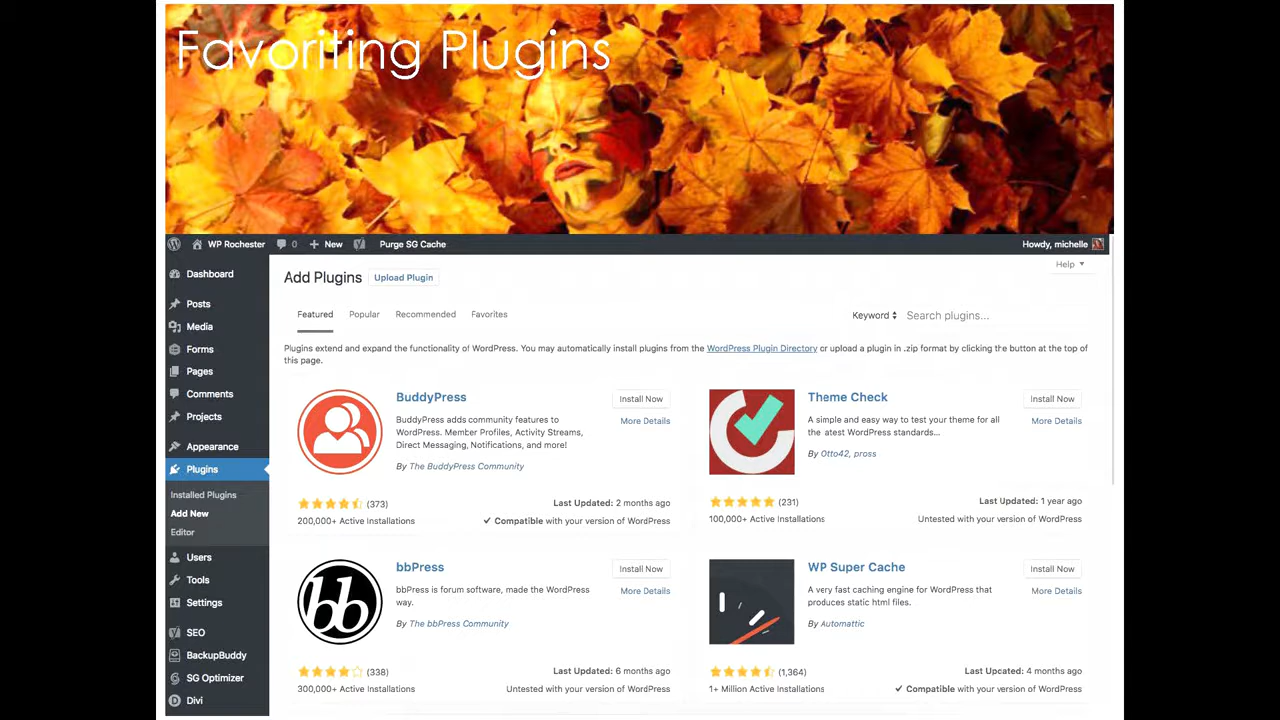 Favoriting Plugins
WP Rochester 0 New Purge SG Cache Howdy, michelle
Help
Dashboard
Posts
Media
Forms
Pages
Comments
Projects
Appearance
Plugins
Installed Plugins
Add New
Editor
Users
Tools
Settings
SEO
BackupBuddy
SG Optimizer
Divi
Add Plugins Upload Plugin
Featured Popular Recommended Favorites Keyword Search plugins...
Plugins extend and expand the functionality of WordPress. You may automatically install plugins from the WordPress Plugin Directory or upload a plugin in .zip format by clicking the button at the top of
this page.
BuddyPress
Install Now
More Details
BuddyPress adds community features to
WordPress. Member Profiles, Activity Streams,
Direct Messaging, Notifications, and more!
By The BuddyPress Community
(373)
Last Updated: 2 months ago
200,000+ Active Installations
Compatible with your version of WordPress
Theme Check
Install Now
More Details
A simple and easy way to test your theme for all
the atest WordPress standards...
By Otto42, pross
(231)
Last Updated: 1 year ago
100,000+ Active Installations
Untested with your version of WordPress
bbPress
Install Now
More Details
bbPress is forum software, made the WordPress
way.
By The bbPress Community
bb
(338)
Last Updated: 6 months ago
300,000+ Active Installations
Untested with your version of WordPress
WP Super Cache
Install Now
More Details
A very fast caching engine for WordPress that
produces static html files.
By Automattic
(1,364)
Last Upcated: 4 months ago
1+ Million Active Installations
Compatible with your version of WordPress